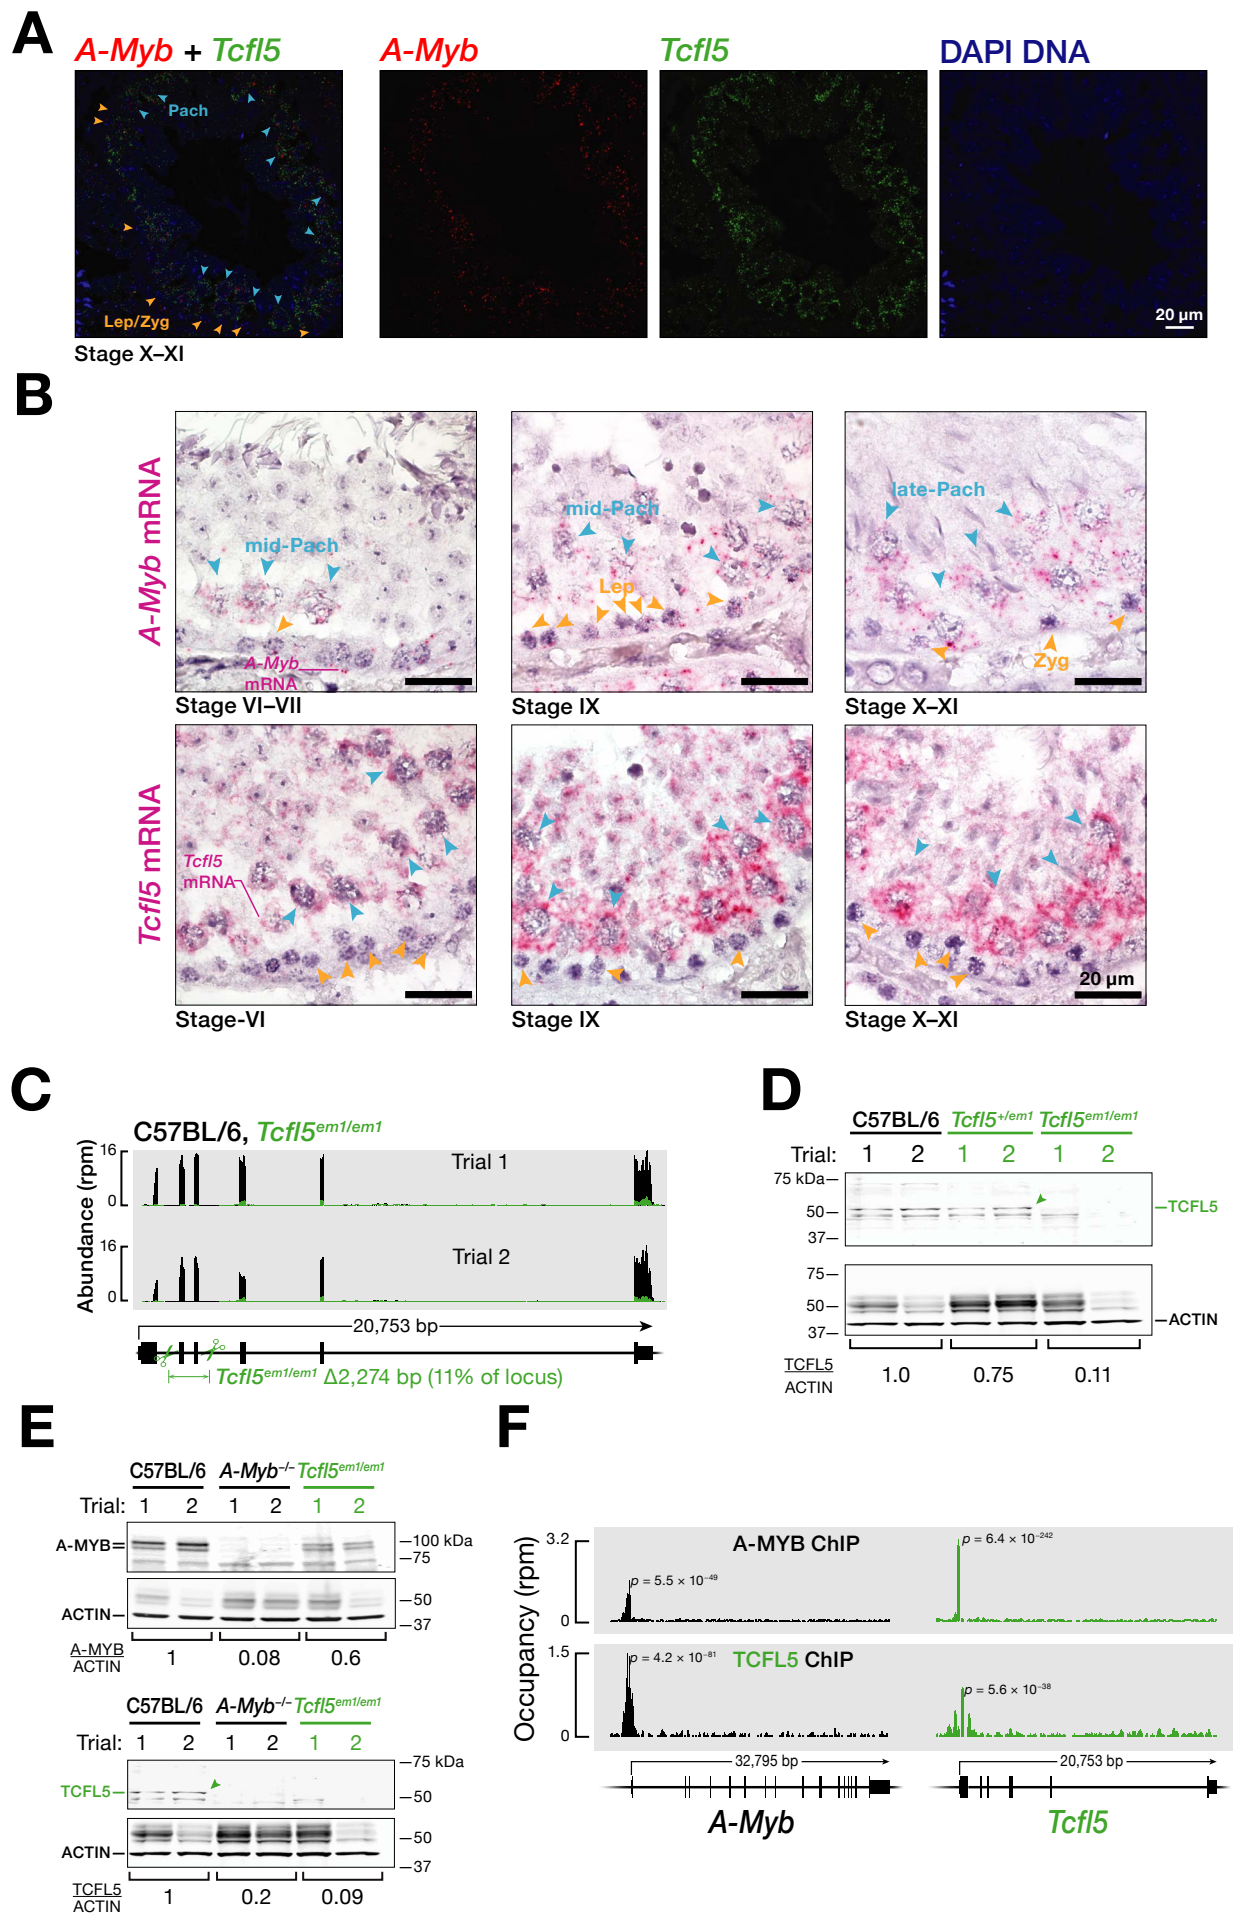 A
A-Myb + Tcfl5
A-Myb
Tcfl5
DAPI DNA
Pach
Lep/Zyg
20 µm
Stage X–XI
B
A-Myb mRNA
mid-Pach
A-Myb
mRNA
mid-Pach
Lep
late-Pach
Zyg
Stage VI–VII
Stage IX
Stage X–XI
Tcfl5 mRNA
Tcfl5
mRNA
20 µm
Stage-VI
Stage IX
Stage X–XI
C
C57BL/6, Tcfl5em1/em1
Abundance (rpm)
16
0
Trial 1
16
0
Trial 2
20,753 bp
Tcfl5em1/em1 Δ2,274 bp (11% of locus)
D
C57BL/6 Tcfl5+/em1 Tcfl5em1/em1
Trial: 1 2 1 2 1 2
75 kDa
50
37
TCFL5
75
50
37
ACTIN
TCFL5
ACTIN
1.0 0.75 0.11
E
C57BL/6 A-Myb–/– Tcfl5em1/em1
Trial: 1 2 1 2 1 2
A-MYB
100 kDa
75
ACTIN
50
37
A-MYB
ACTIN
1 0.08 0.6
C57BL/6 A-Myb–/– Tcfl5em1/em1
Trial: 1 2 1 2 1 2
75 kDa
TCFL5
50
50
ACTIN
37
TCFL5
ACTIN
1 0.2 0.09
F
Occupancy (rpm)
3.2
0
A-MYB ChIP
p = 5.5 × 10–49
p = 6.4 × 10–242
1.5
0
TCFL5 ChIP
p = 4.2 × 10–81
p = 5.6 × 10–38
32,795 bp
20,753 bp
A-Myb
Tcfl5